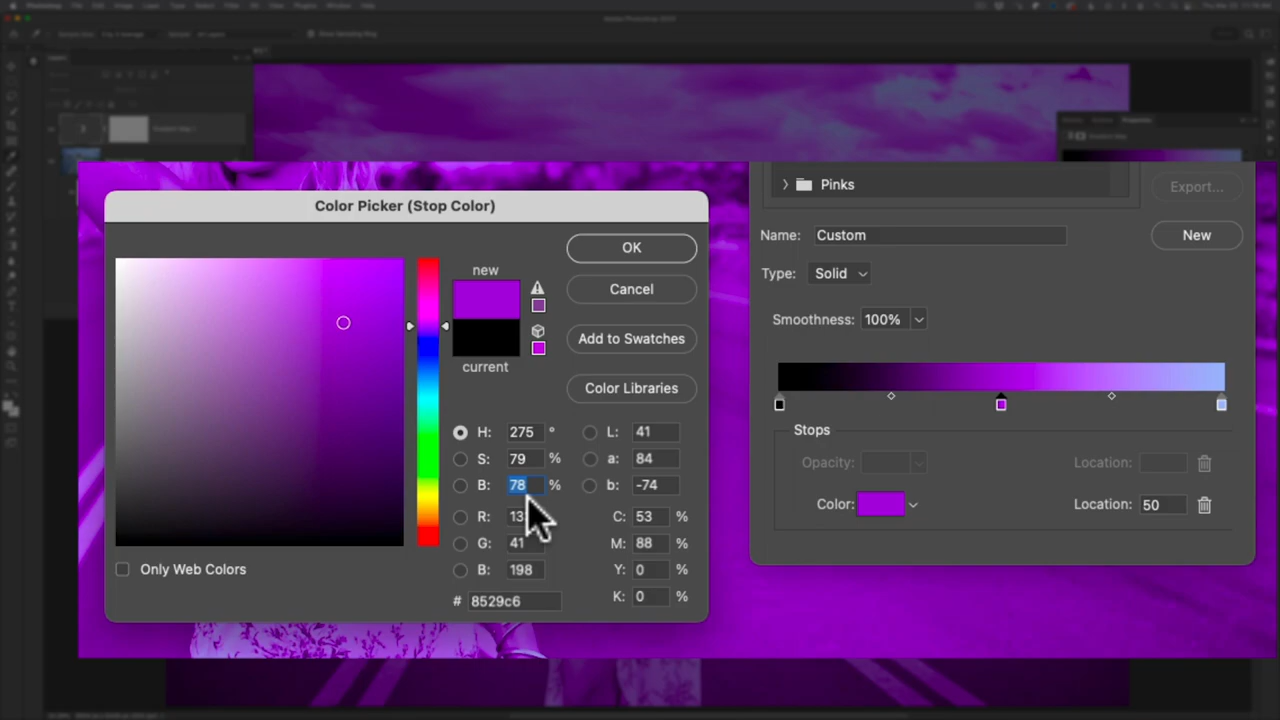 Color Picker (Stop Color)
new
current
OK
Cancel
Add to Swatches
Color Libraries
H: 275 °
S: 79 %
B: 78 %
R: 13
G: 41
B: 198
# 8529c6
L: 41
a: 84
b: -74
C: 53 %
M: 88 %
Y: 0 %
K: 0 %
Only Web Colors
Pinks
Export...
Name: Custom
New
Type: Solid
Smoothness: 100%
Stops
Opacity:
Location:
Color:
Location: 50